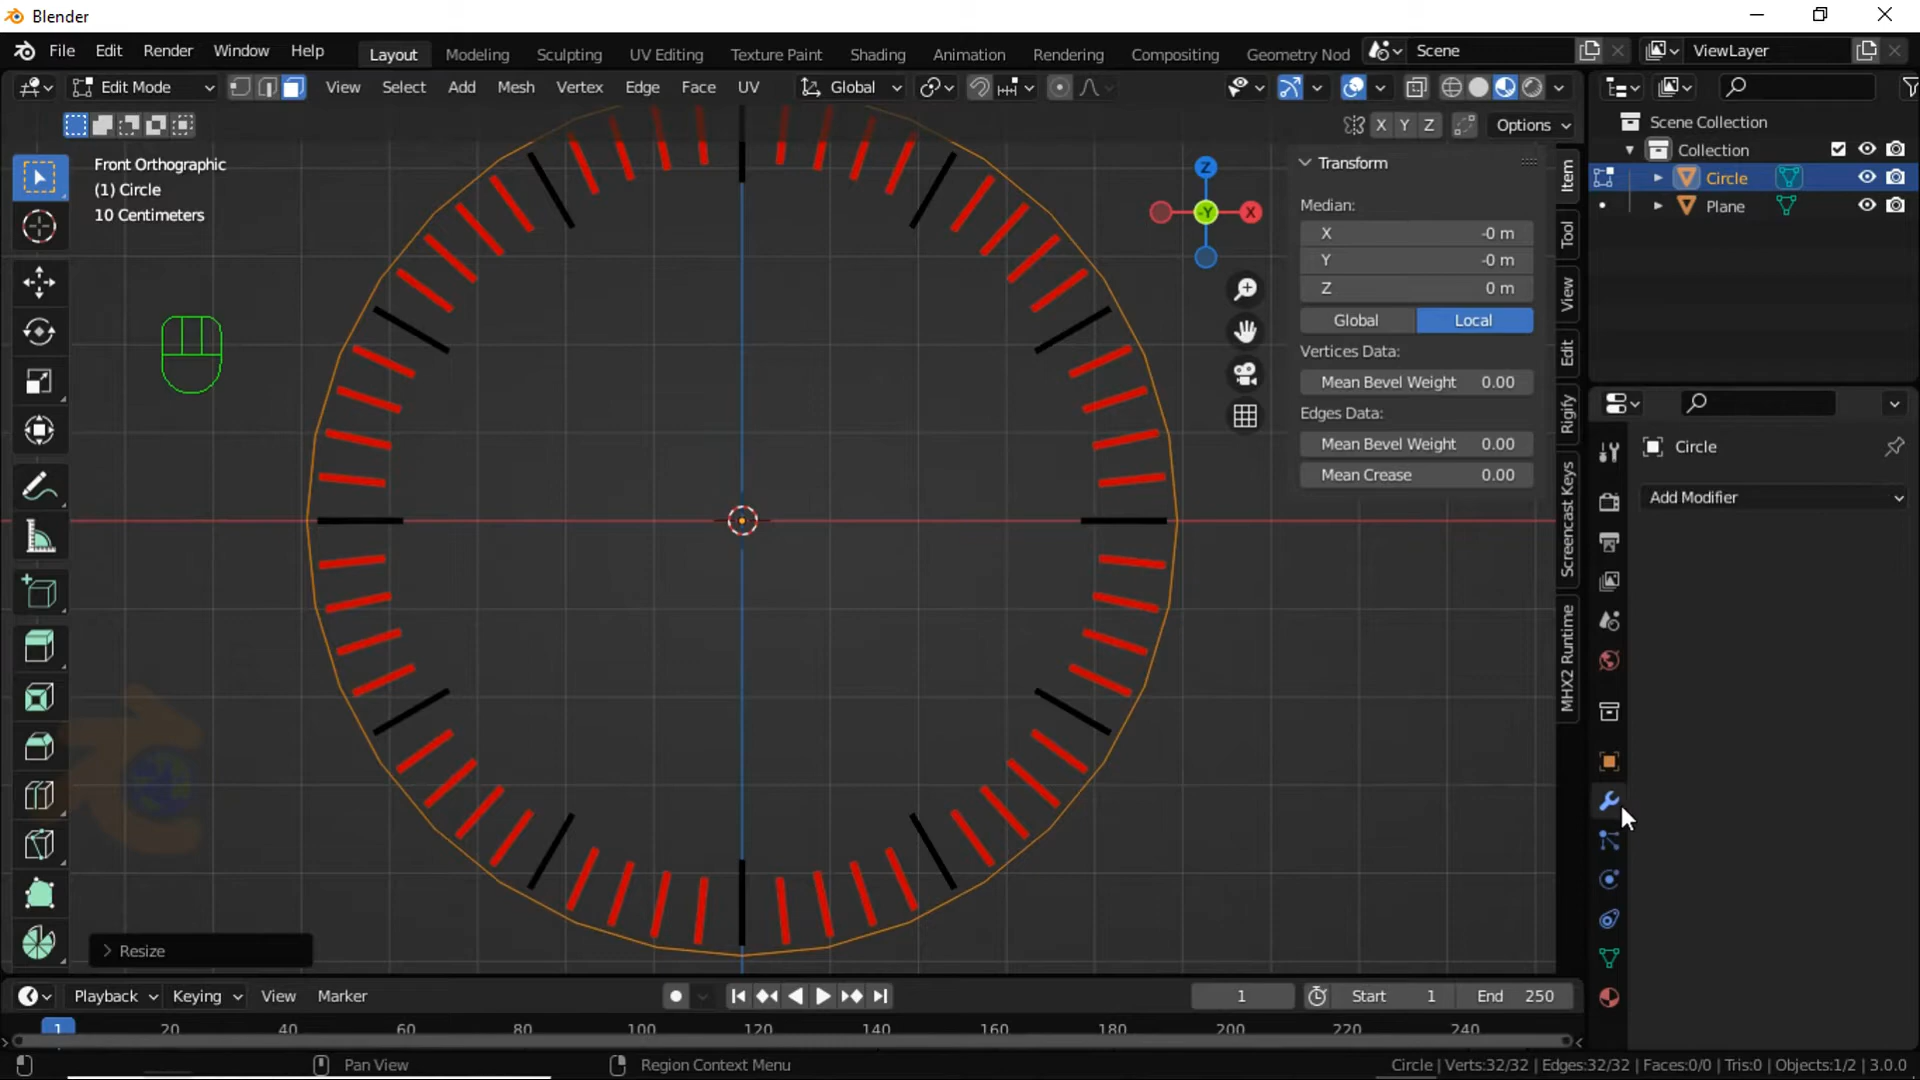 Blender
File Edit Render Window Help Layout Modeling Sculpting UV Editing Texture Paint Shading Animation Rendering Compositing Geometry Nod Scene ViewLayer
Edit Mode View Select Add Mesh Vertex Edge Face UV Global
X Y Z Options
Front Orthographic
(1) Circle
10 Centimeters
Z
-Y
X
Transform
Median:
X -0 m
Y -0 m
Z 0 m
Global Local
Vertices Data:
Mean Bevel Weight 0.00
Edges Data:
Mean Bevel Weight 0.00
Mean Crease 0.00
Item
Tool
View
Edit
Rigify
Screencast Keys
MHX2 Runtime
Scene Collection
Collection
Circle
Plane
Circle
Add Modifier
Resize
Playback Keying View Marker 1 Start 1 End 250
1 20 40 60 80 100 120 140 160 180 200 220 240
Pan View Region Context Menu Circle | Verts:32/32 | Edges:32/32 | Faces:0/0 | Tris:0 | Objects:1/2 | 3.0.0